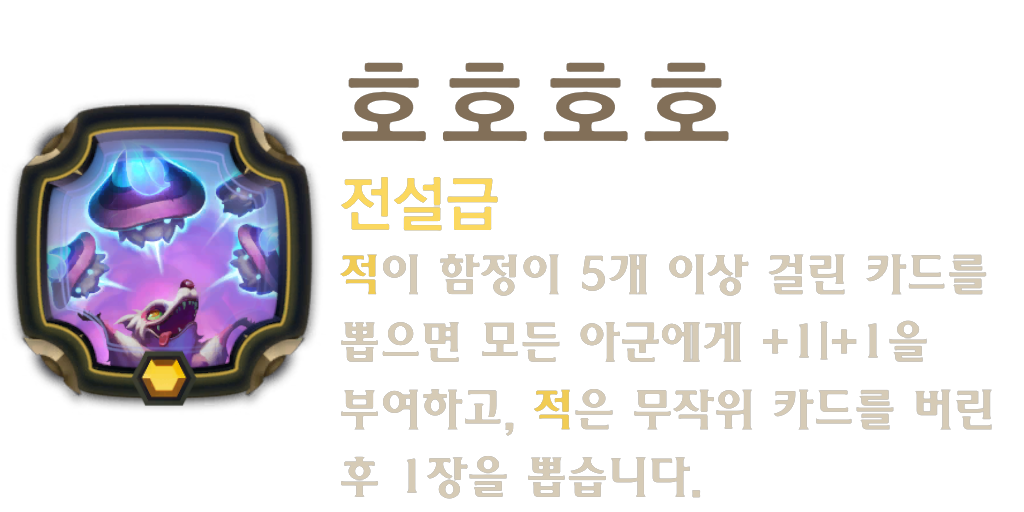 호호호호
전설급
적이 함정이 5개 이상 걸린 카드를
뽑으면 모든 아군에게 +1|+1을
부여하고, 적은 무작위 카드를 버린
후 1장을 뽑습니다.